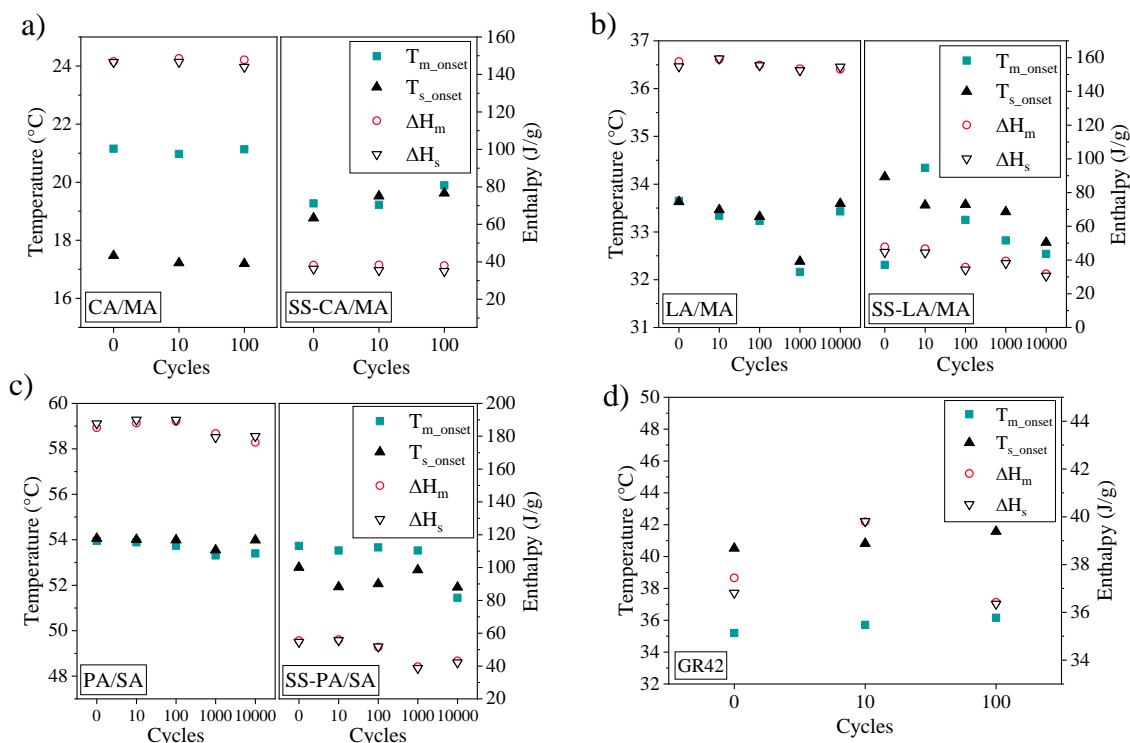 a)
24
22
20
18
16
Temperature (°C)
160
140
120
100
80
60
40
20
0
Enthalpy (J/g)
T_m_onset
T_s_onset
ΔH_m
ΔH_s
CA/MA
SS-CA/MA
0 10 100 0 10 100
Cycles Cycles
b)
37
36
35
34
33
32
31
Temperature (°C)
160
140
120
100
80
60
40
20
0
Enthalpy (J/g)
T_m_onset
T_s_onset
ΔH_m
ΔH_s
LA/MA
SS-LA/MA
0 10 100 1000 10000 0 10 100 1000 10000
Cycles Cycles
c)
60
58
56
54
52
50
48
Temperature (°C)
200
180
160
140
120
100
80
60
40
20
Enthalpy (J/g)
T_m_onset
T_s_onset
ΔH_m
ΔH_s
PA/SA
SS-PA/SA
0 10 100 1000 10000 0 10 100 1000 10000
Cycles Cycles
d)
50
48
46
44
42
40
38
36
34
32
Temperature (°C)
44
42
40
38
36
34
Enthalpy (J/g)
T_m_onset
T_s_onset
ΔH_m
ΔH_s
GR42
0 10 100
Cycles